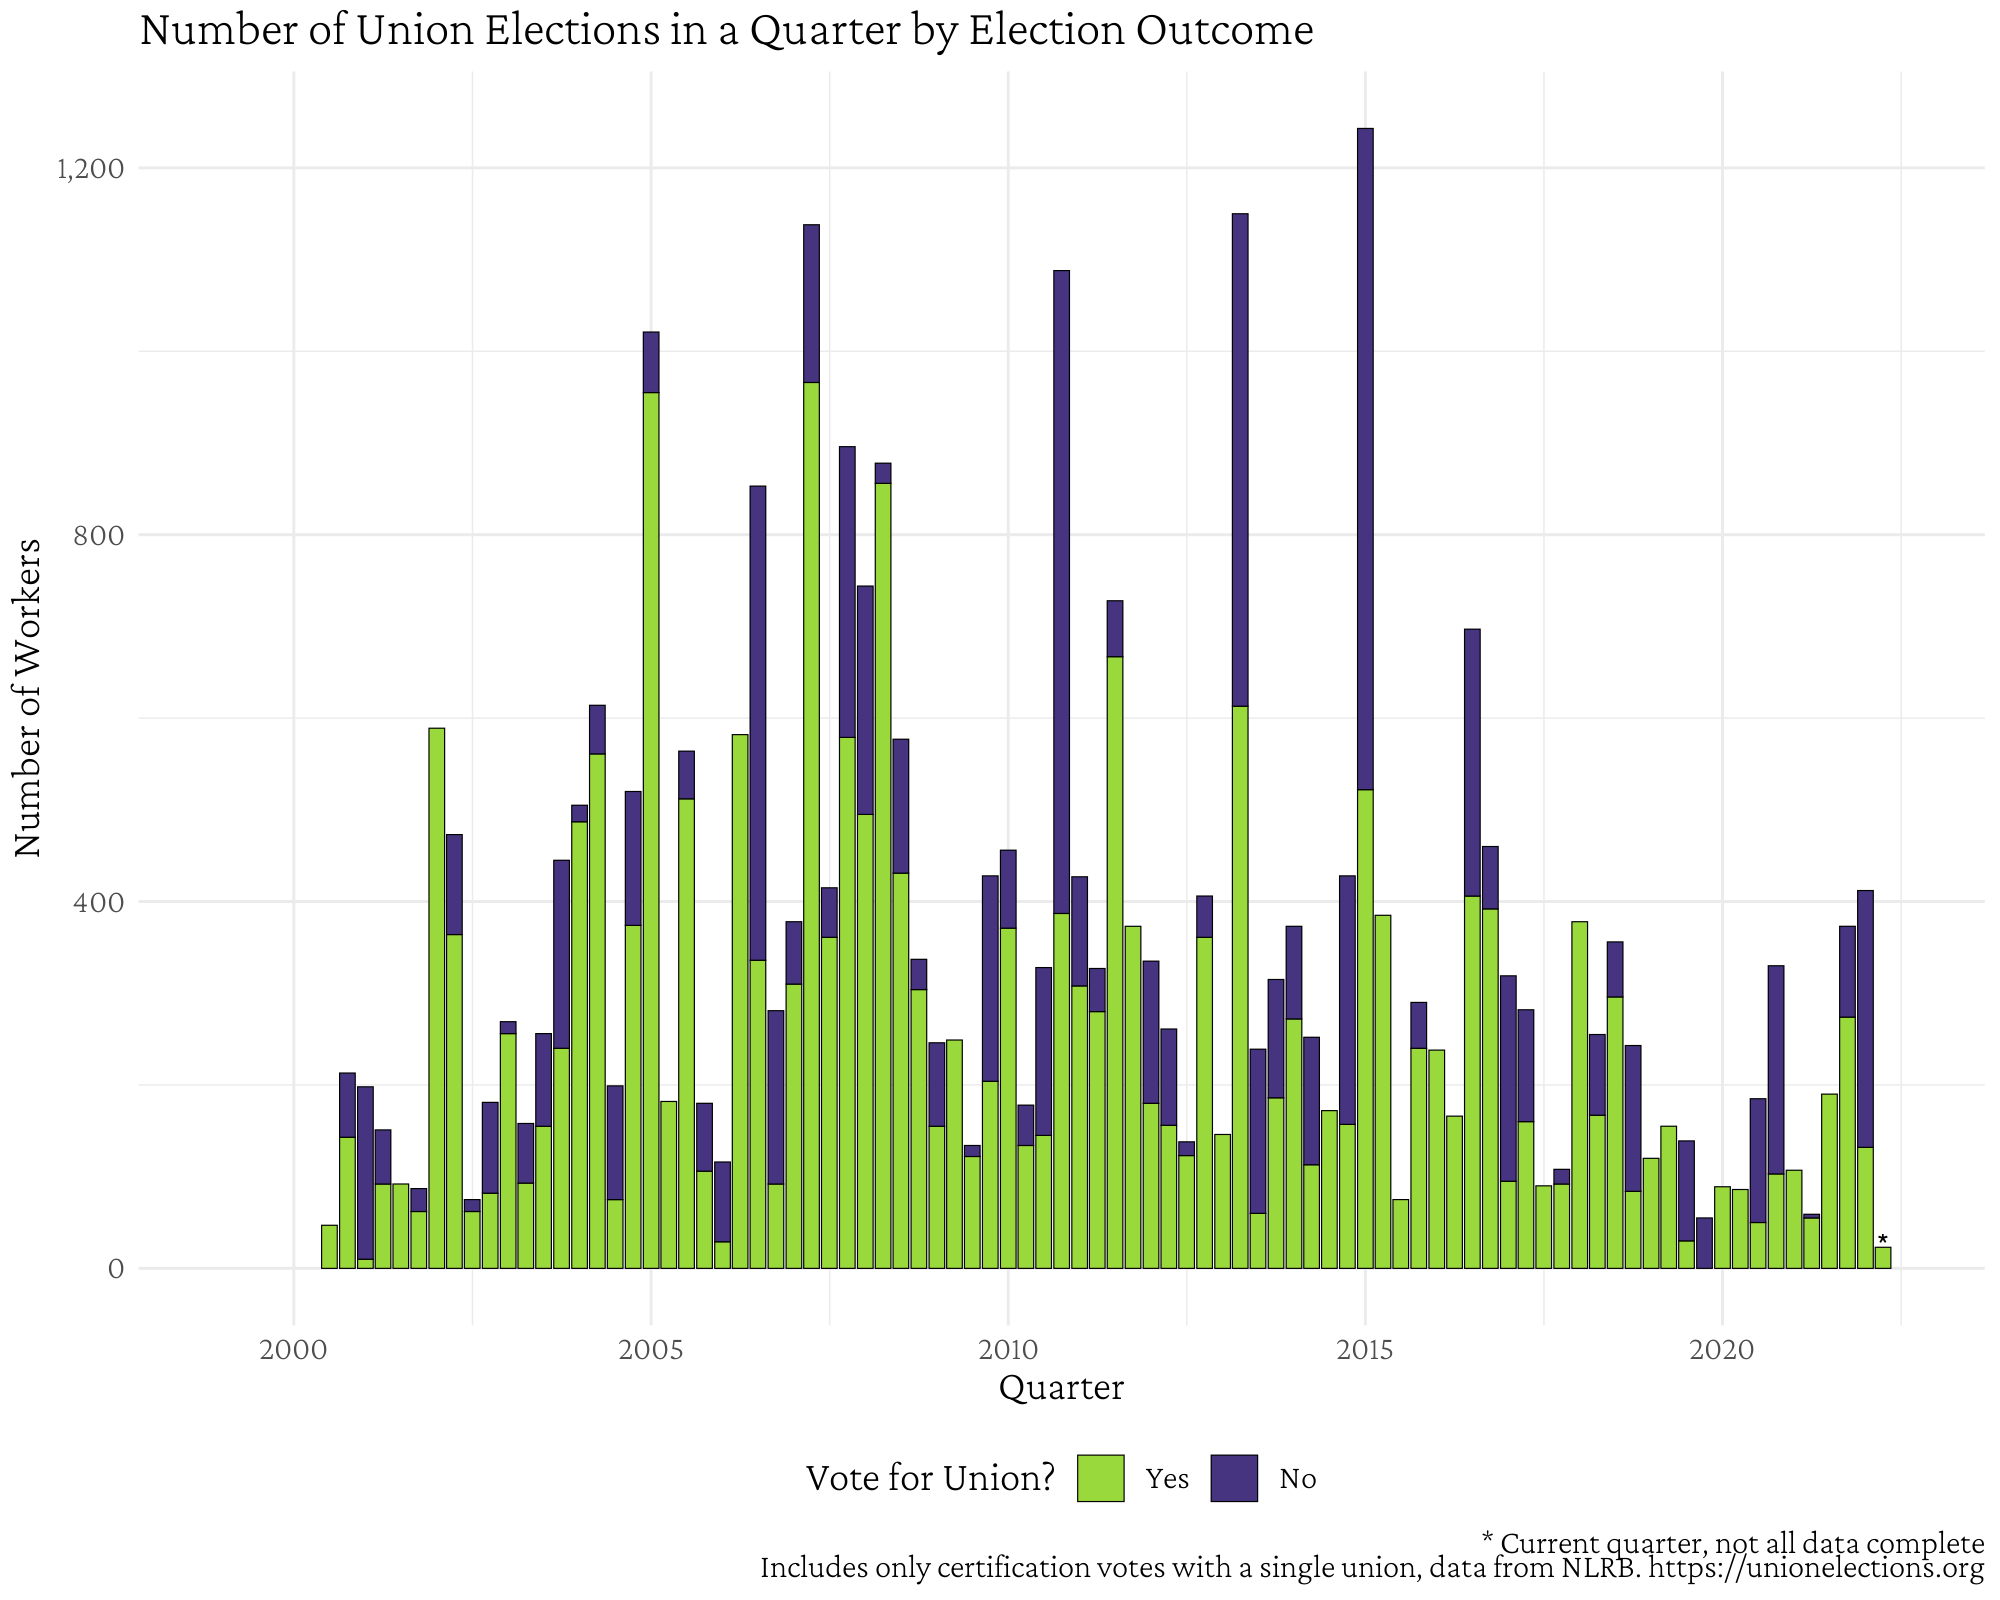 Number of Union Elections in a Quarter by Election Outcome
1,200
800
400
0
Number of Workers
*
2000 2005 2010 2015 2020
Quarter
Vote for Union? Yes No
* Current quarter, not all data complete
Includes only certification votes with a single union, data from NLRB. https://unionelections.org